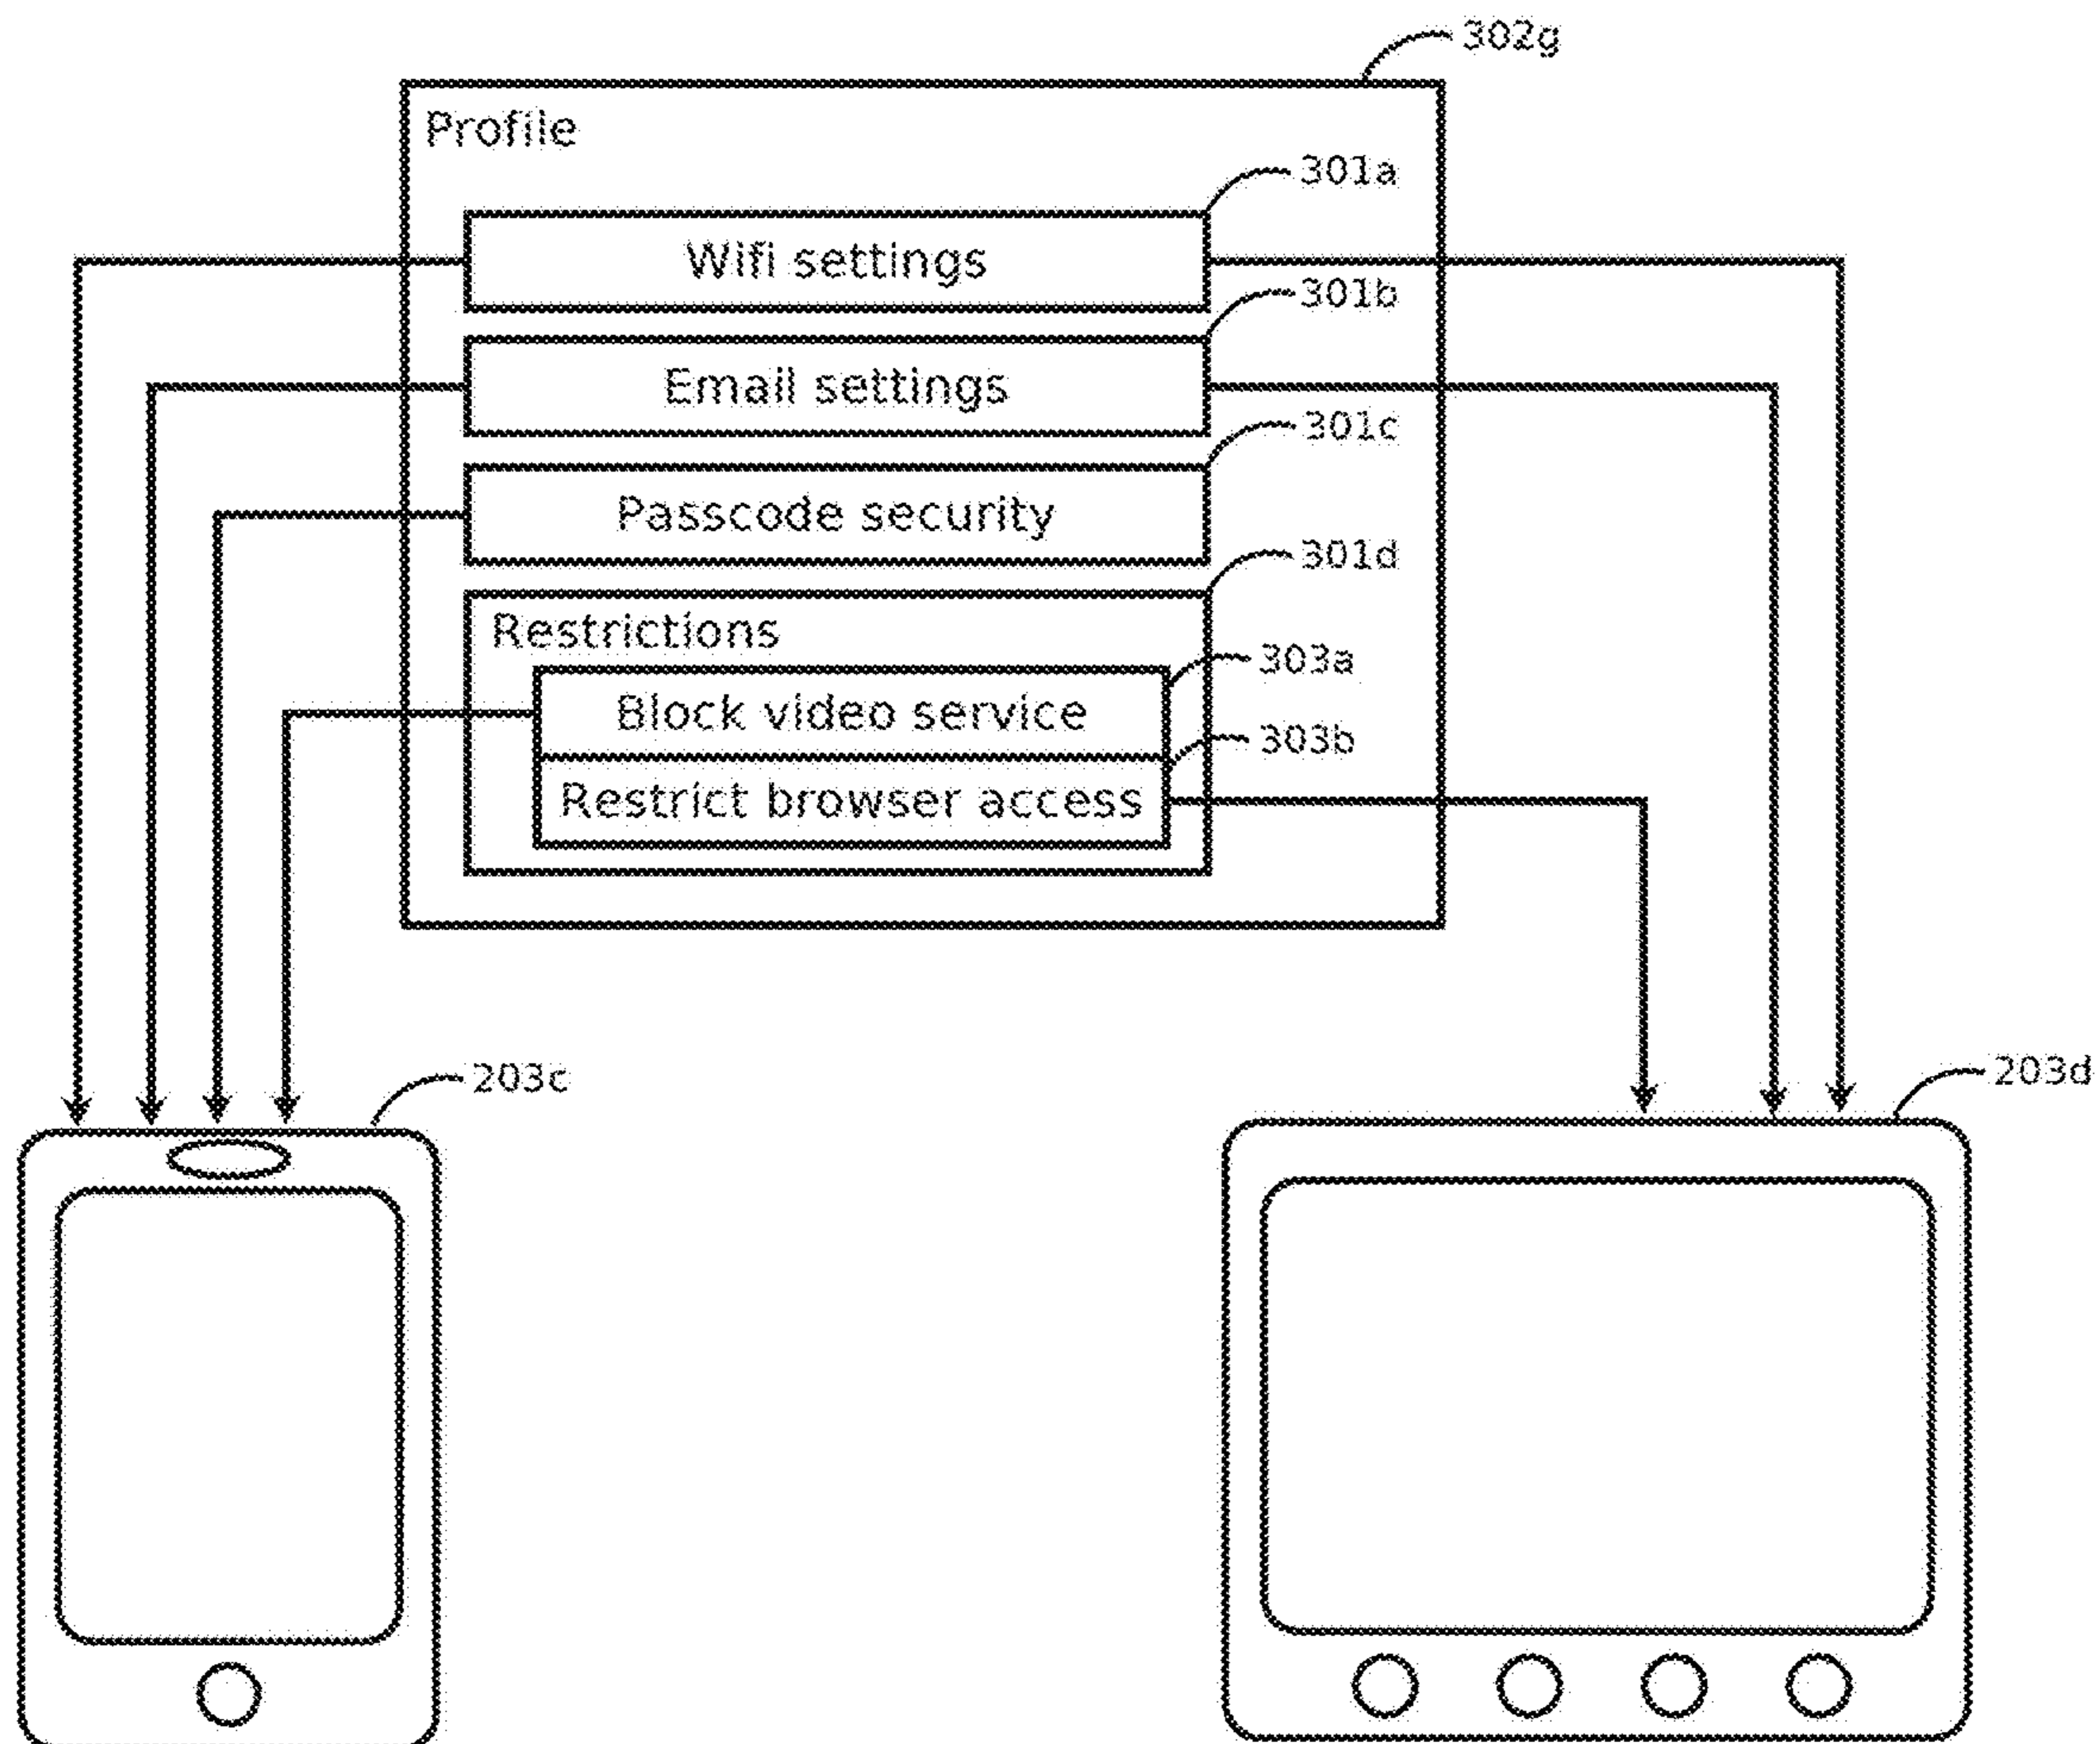 302g
Profile
301a
Wifi settings
301b
Email settings
301c
Passcode security
301d
Restrictions
303a
Block video service
303b
Restrict browser access
203c
203d